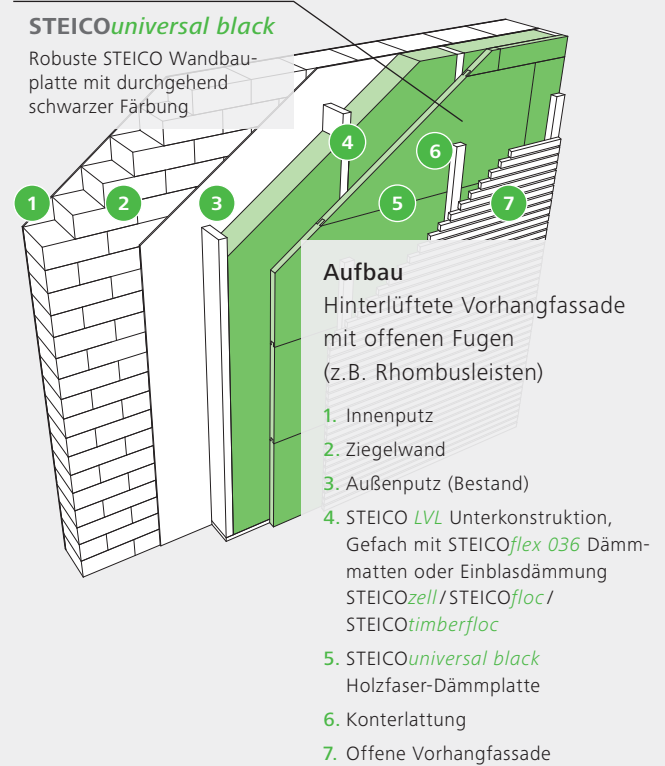 STEICOuniversal black
Robuste STEICO Wandbau-
platte mit durchgehend
schwarzer Färbung
1
2
3
4
5
6
7
Aufbau
Hinterlüftete Vorhangfassade
mit offenen Fugen
(z.B. Rhombusleisten)
1. Innenputz
2. Ziegelwand
3. Außenputz (Bestand)
4. STEICO LVL Unterkonstruktion,
Gefach mit STEICOflex 036 Dämm-
matten oder Einblasdämmung
STEICOzell / STEICOfloc /
STEICOtimberfloc
5. STEICOuniversal black
Holzfaser-Dämmplatte
6. Konterlattung
7. Offene Vorhangfassade